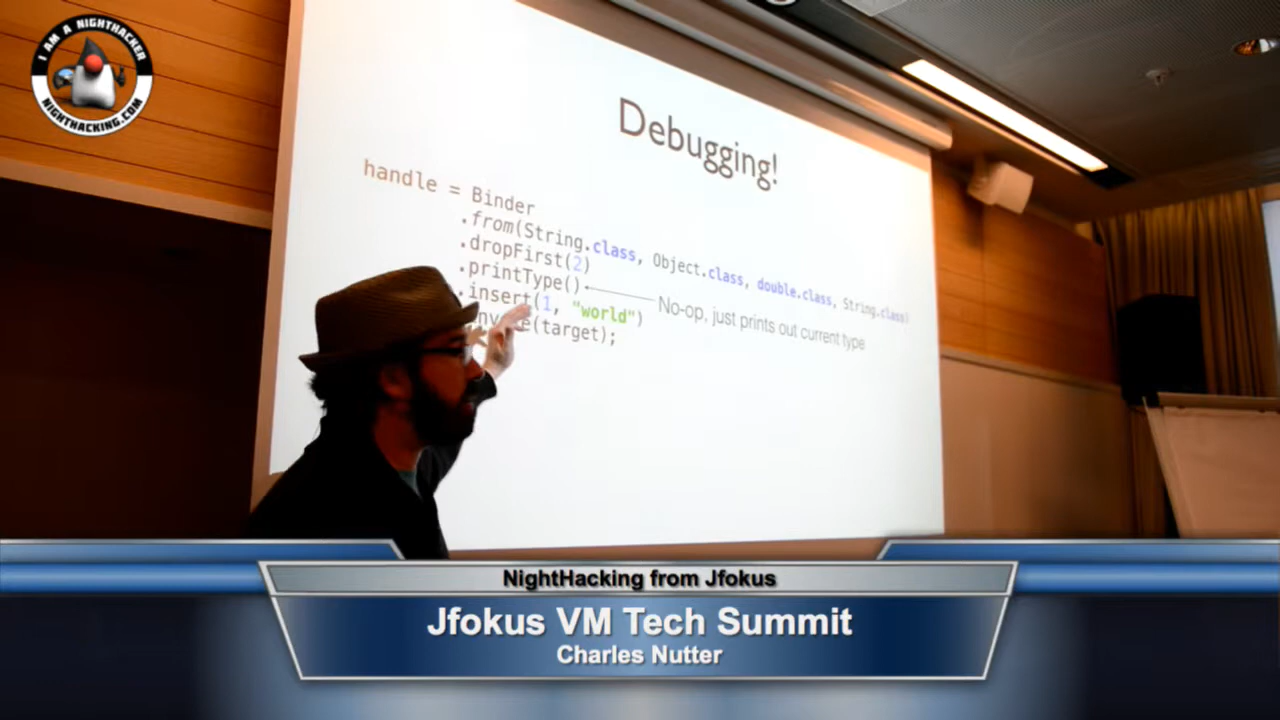 I AM A NIGHTHACKER
NIGHTHACKING.COM
Debugging!
handle = Binder
.from(String.class, Object.class, double.class, String.class)
.dropFirst(2)
.printType()
No-op, just prints out current type
.insert(1, "world")
(target);
NightHacking from Jfokus
Jfokus VM Tech Summit
Charles Nutter